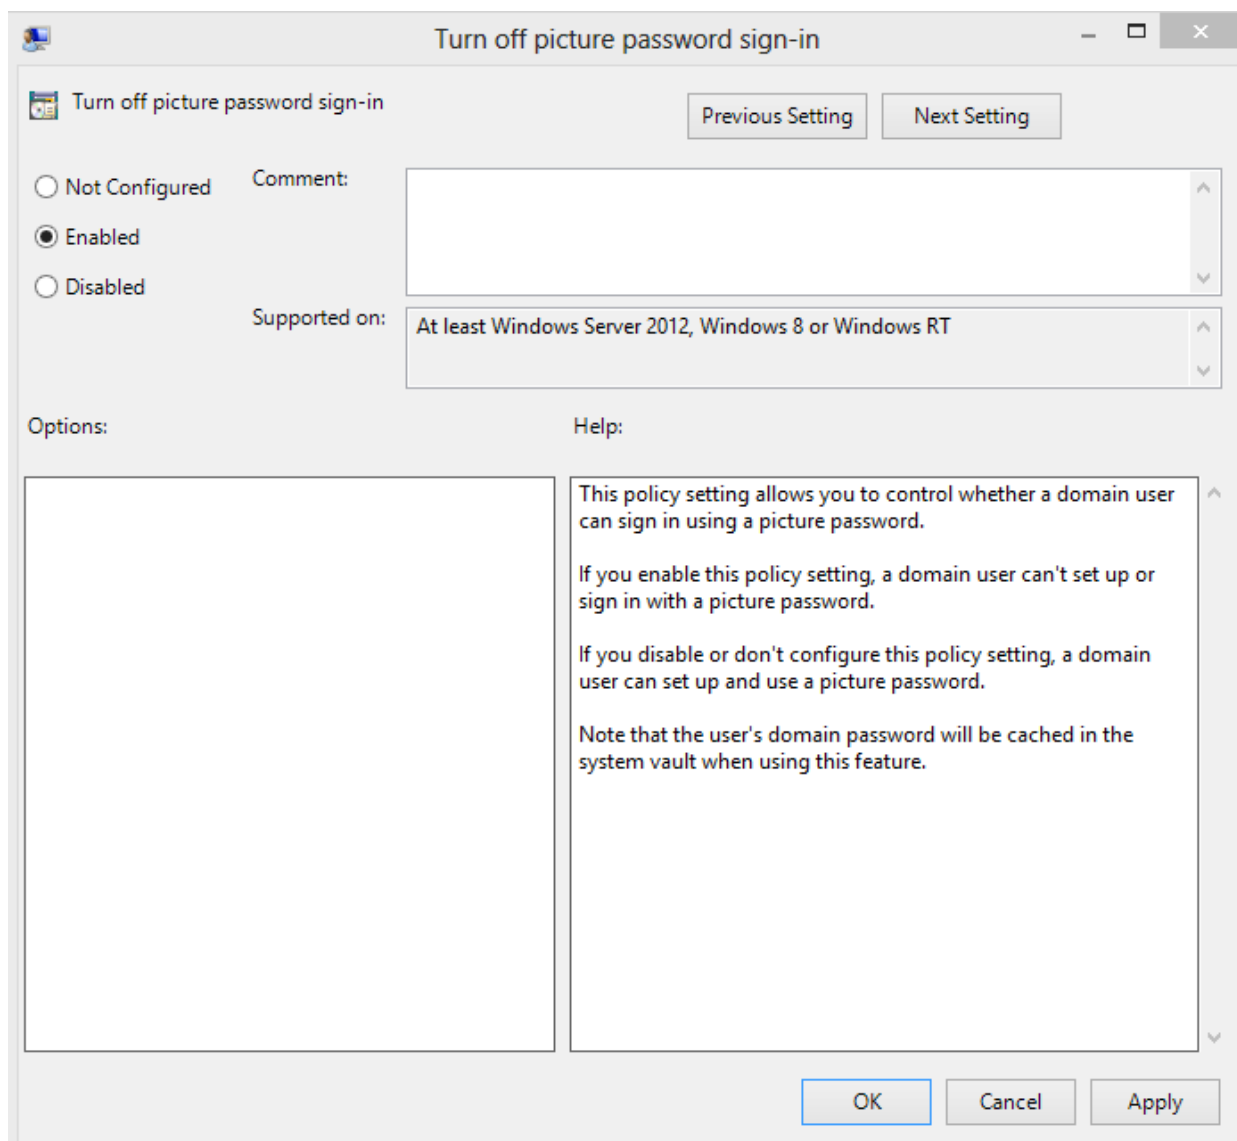 Turn off picture password sign-in
Turn off picture password sign-in
Previous Setting
Next Setting
Not Configured
Comment:
Enabled
Disabled
Supported on:
At least Windows Server 2012, Windows 8 or Windows RT
Options:
Help:
This policy setting allows you to control whether a domain user
can sign in using a picture password.
If you enable this policy setting, a domain user can't set up or
sign in with a picture password.
If you disable or don't configure this policy setting, a domain
user can set up and use a picture password.
Note that the user's domain password will be cached in the
system vault when using this feature.
OK
Cancel
Apply